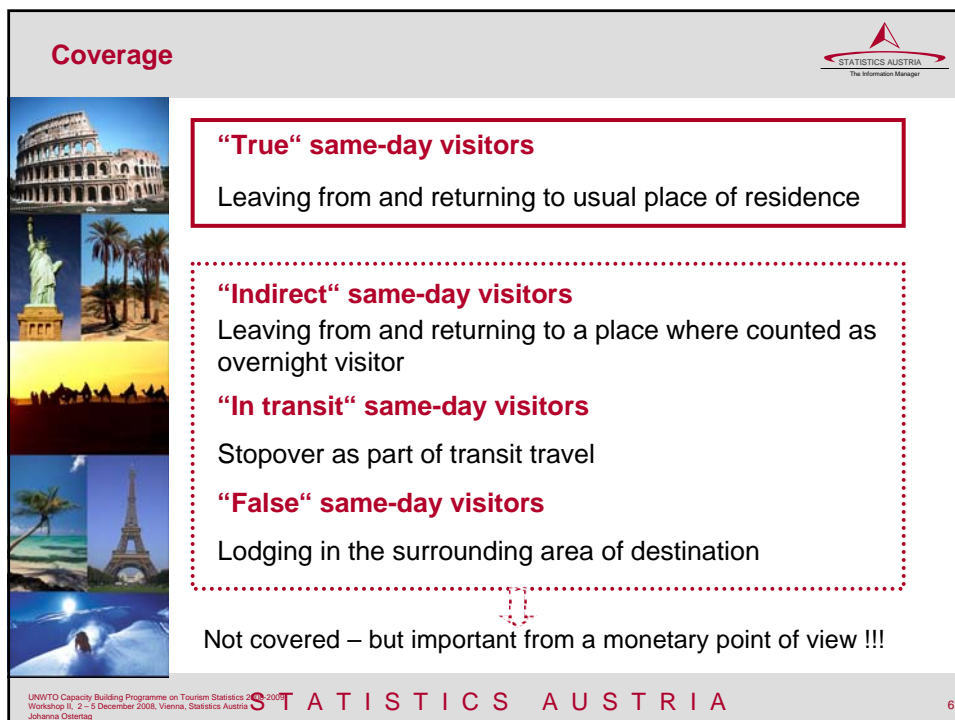 Coverage
STATISTICS AUSTRIA
The Information Manager
“True“ same-day visitors
Leaving from and returning to usual place of residence
“Indirect“ same-day visitors
Leaving from and returning to a place where counted as
overnight visitor
“In transit“ same-day visitors
Stopover as part of transit travel
“False“ same-day visitors
Lodging in the surrounding area of destination
Not covered – but important from a monetary point of view !!!
UNWTO Capacity Building Programme on Tourism Statistics 2008-2009
Workshop II, 2 – 5 December 2008, Vienna, Statistics Austria
Johanna Ostertag
STATISTICS AUSTRIA
6